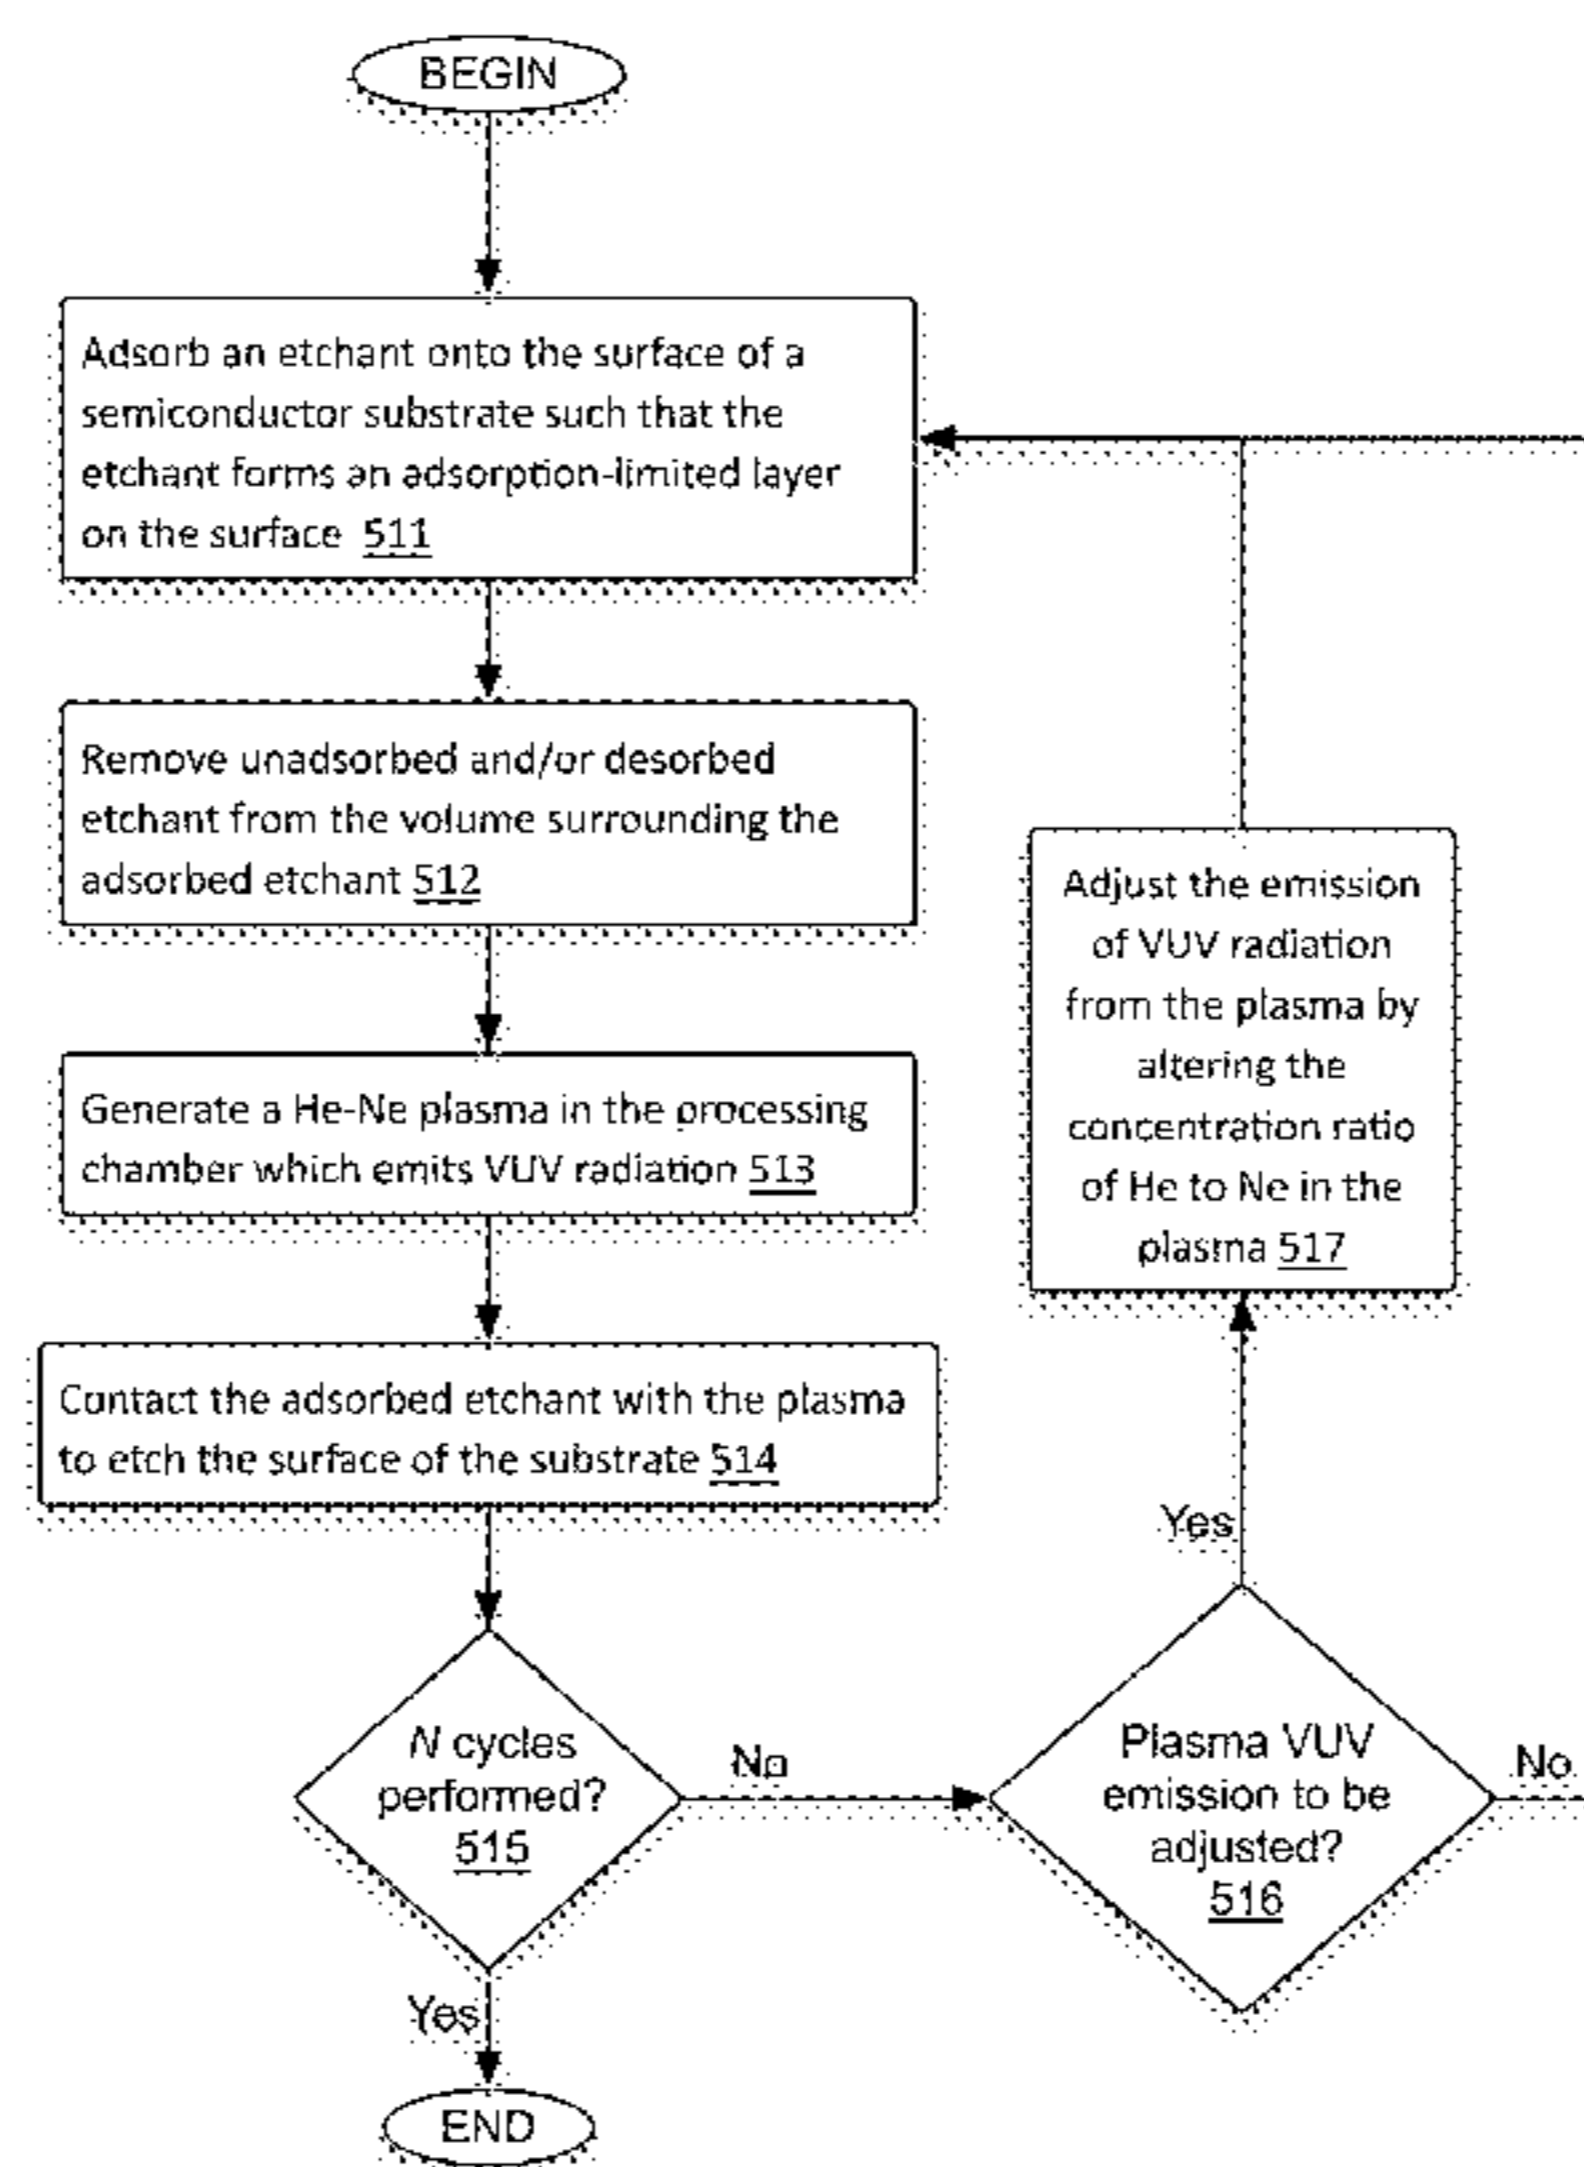 BEGIN
Adsorb an etchant onto the surface of a
semiconductor substrate such that the
etchant forms an adsorption-limited layer
on the surface 511
Remove unadsorbed and/or desorbed
etchant from the volume surrounding the
adsorbed etchant 512
Generate a He-Ne plasma in the processing
chamber which emits VUV radiation 513
Contact the adsorbed etchant with the plasma
to etch the surface of the substrate 514
N cycles
performed?
515
No
Yes
END
Plasma VUV
emission to be
adjusted?
516
No
Yes
Adjust the emission
of VUV radiation
from the plasma by
altering the
concentration ratio
of He to Ne in the
plasma 517